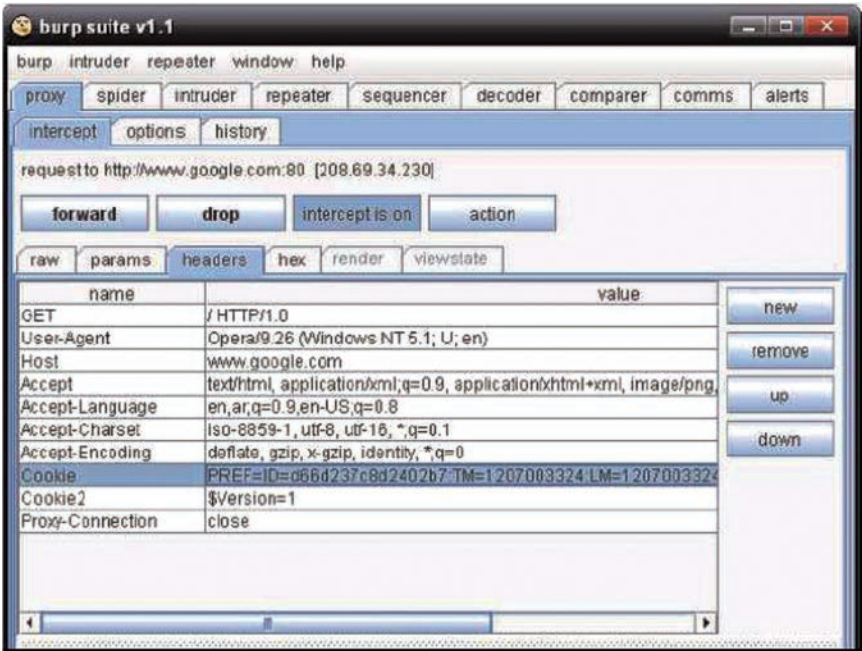 burp suite v1.1
burp intruder repeater window help
proxy spider intruder repeater sequencer decoder comparer comms alerts
intercept options history
request to http://www.google.com:80 [208.69.34.230]
forward drop intercept is on action
raw params headers hex render viewstate
name value
new
GET / HTTP/1.0
User-Agent Opera/9.26 (Windows NT 5.1; U; en)
remove
Host www.google.com
Accept text/html, application/xml;q=0.9, application/xhtml+xml, image/png,
up
Accept-Language en,ar;q=0.9,en-US;q=0.8
Accept-Charset iso-8859-1, utf-8, utf-16, *;q=0.1
down
Accept-Encoding deflate, gzip, x-gzip, identity, *;q=0
Cookie PREF=ID=d66d237c8d2402b7:TM=1207003324:LM=1207003324
Cookie2 $Version=1
Proxy-Connection close